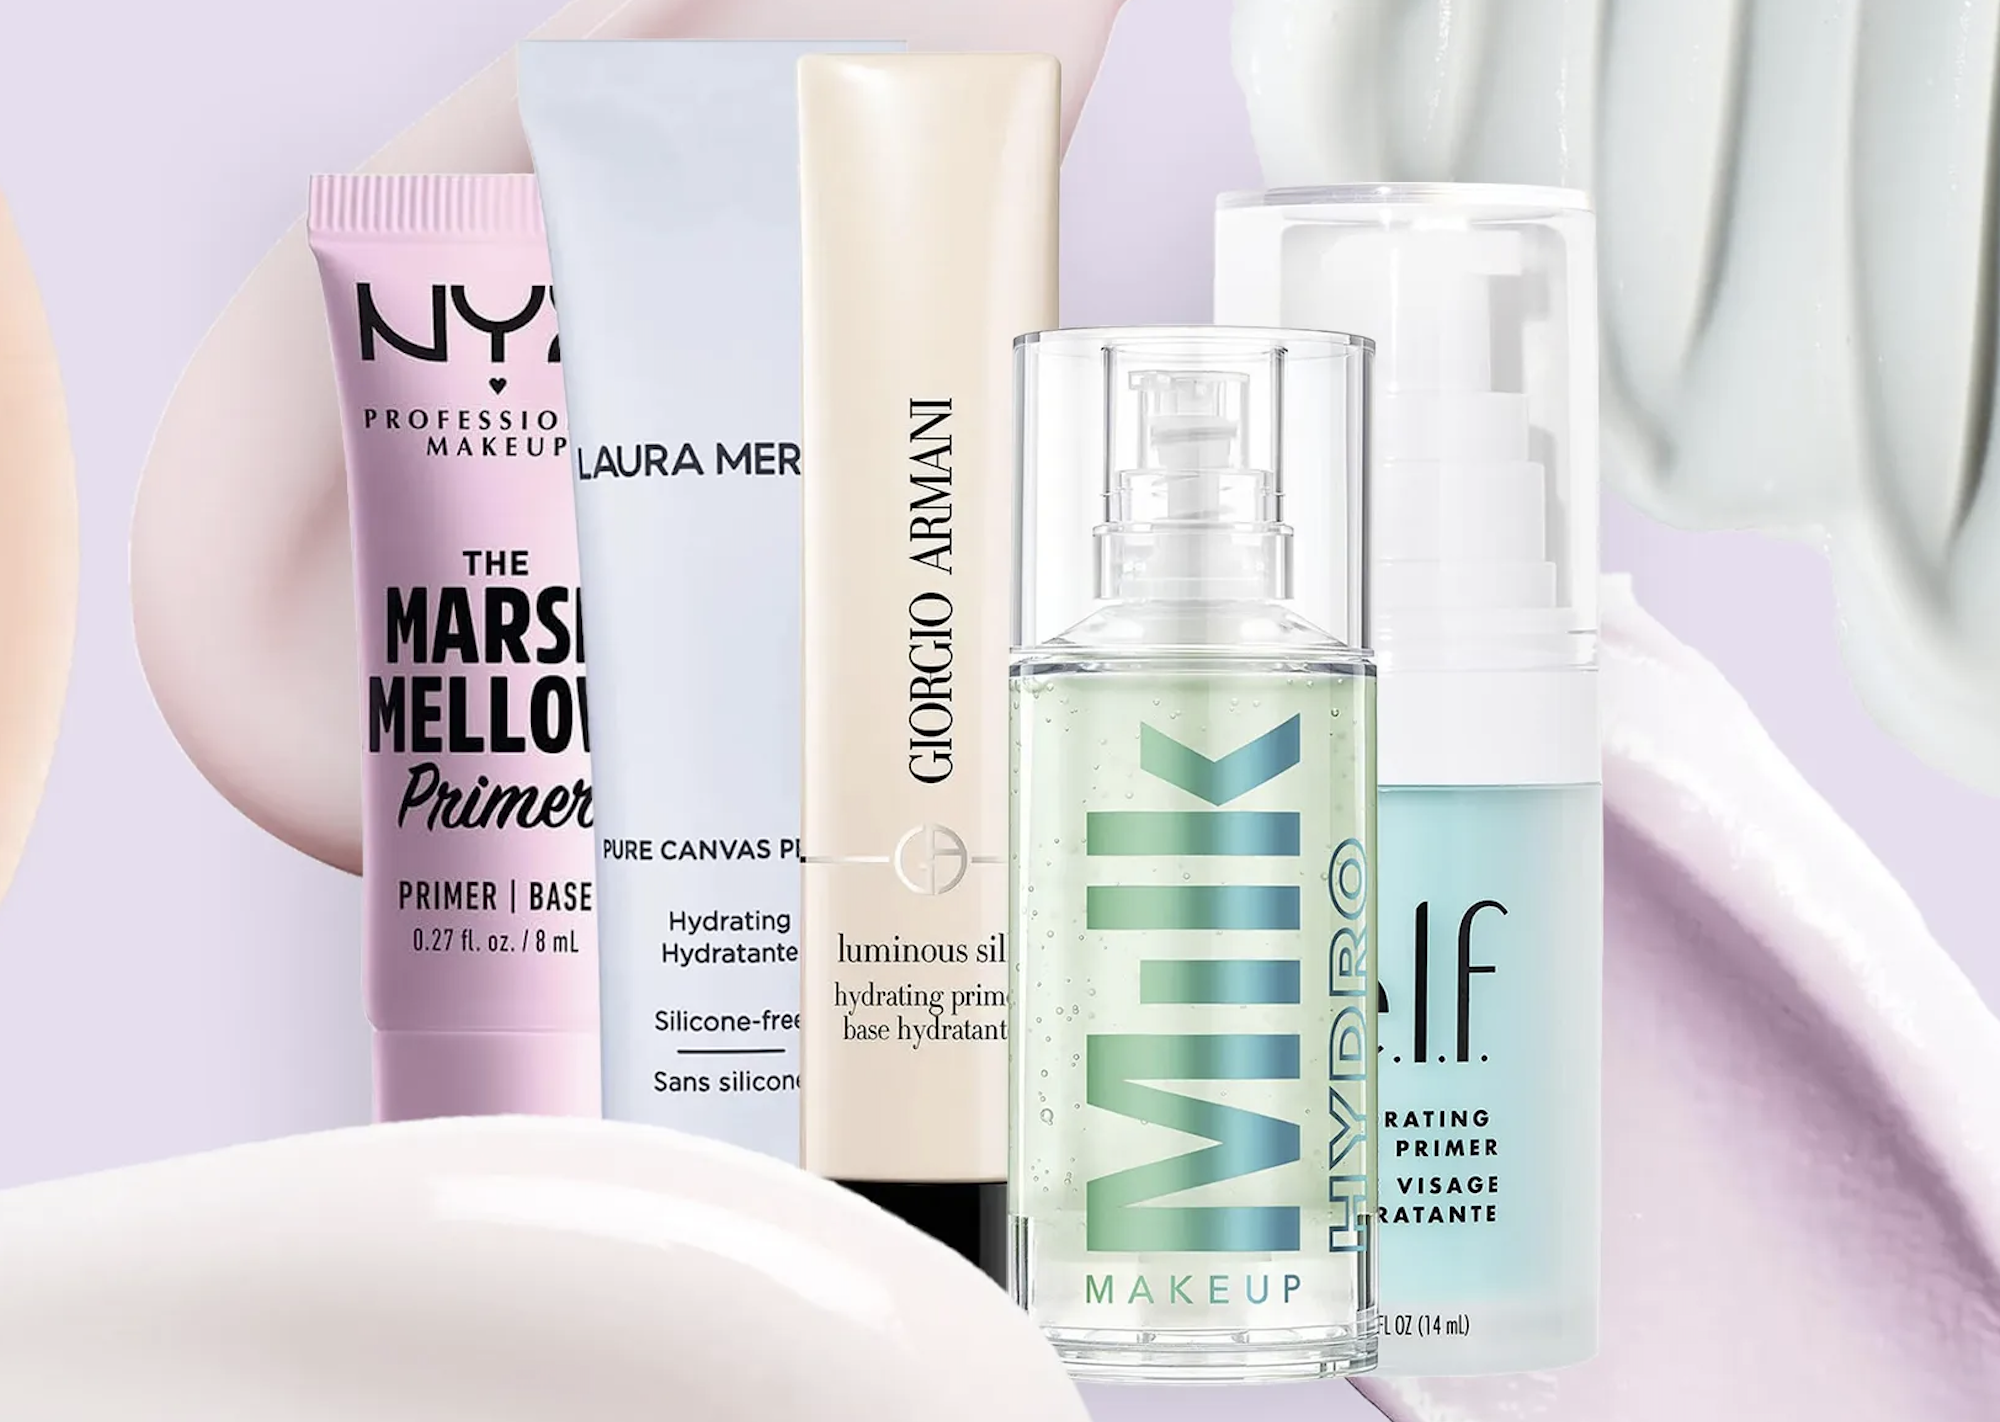 NYX
PROFESSIO
MAKEUP
THE
MARSH
MELLOW
Primer
PRIMER | BASE
0.27 fl. oz. / 8 mL
LAURA MER
PURE CANVAS PR
Hydrating
Hydratante
Silicone-free
Sans silicone
GIORGIO ARMANI
luminous sil
hydrating prime
base hydratant
Milk
HYDRO
MAKEUP
e.l.f.
RATING
PRIMER
VISAGE
RATANTE
FL OZ (14 mL)